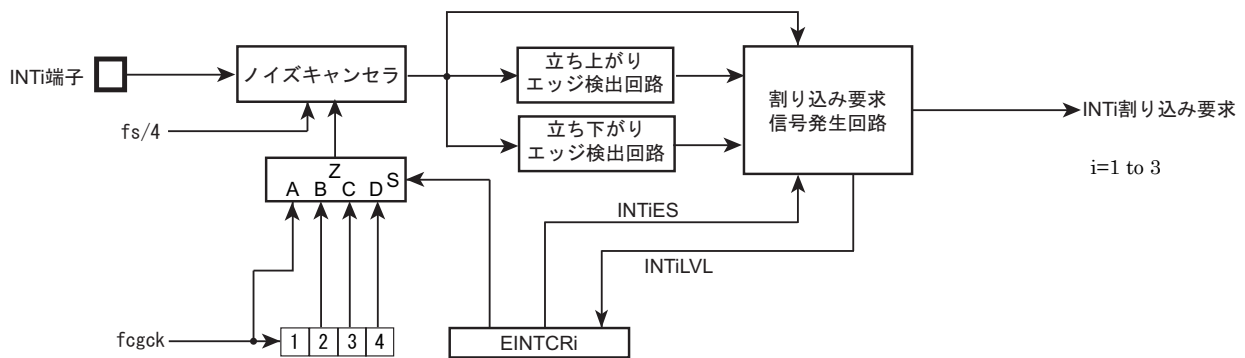 INTi端子
ノイズキャンセラ
立ち上がり
エッジ検出回路
割り込み要求
信号発生回路
INTi割り込み要求
fs/4
立ち下がり
エッジ検出回路
i=1 to 3
Z
S
A B C D
INTiES
INTiLVL
fcgck
1 2 3 4
EINTCRi